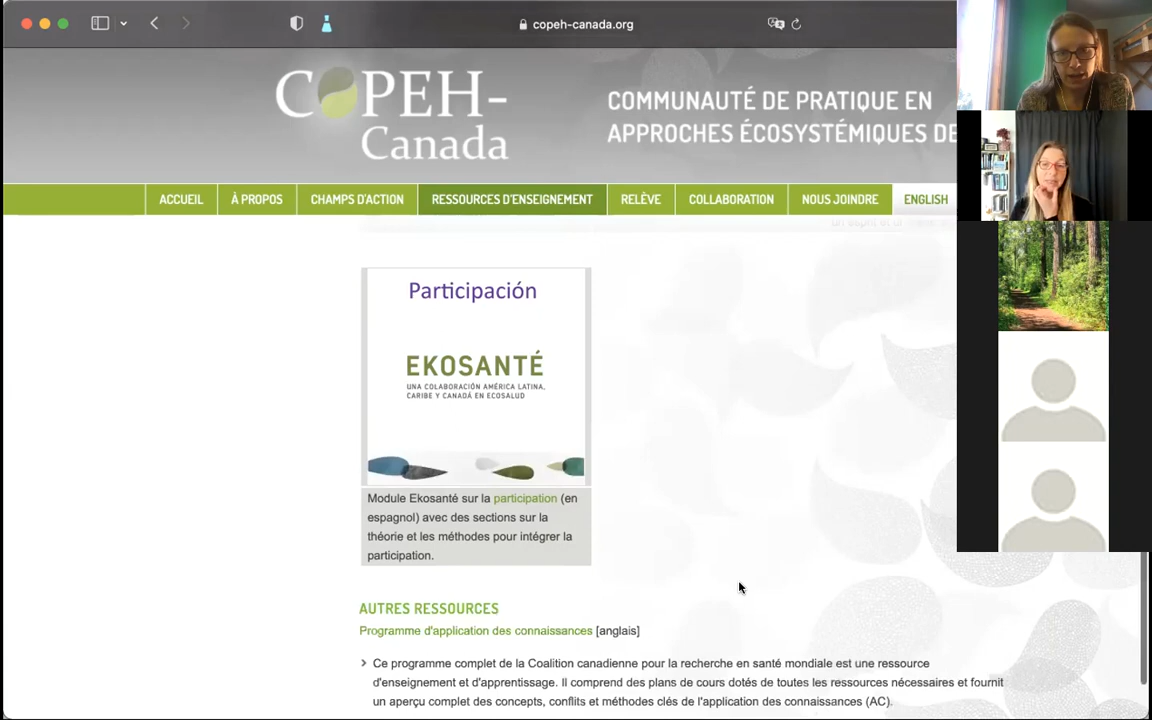 copeh-canada.org
COPEH-
Canada
COMMUNAUTÉ DE PRATIQUE EN
APPROCHES ÉCOSYSTÉMIQUES DE
ACCUEIL
À PROPOS
CHAMPS D'ACTION
RESSOURCES D'ENSEIGNEMENT
RELÈVE
COLLABORATION
NOUS JOINDRE
ENGLISH
Participación
EKOSANTÉ
UNA COLABORACIÓN AMÉRICA LATINA,
CARIBE Y CANADÁ EN ECOSALUD
Module Ekosanté sur la participation (en
espagnol) avec des sections sur la
théorie et les méthodes pour intégrer la
participation.
AUTRES RESSOURCES
Programme d'application des connaissances [anglais]
Ce programme complet de la Coalition canadienne pour la recherche en santé mondiale est une ressource
d'enseignement et d'apprentissage. Il comprend des plans de cours dotés de toutes les ressources nécessaires et fournit
un aperçu complet des concepts, conflits et méthodes clés de l'application des connaissances (AC).